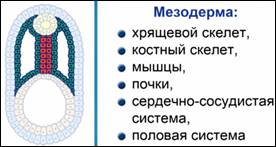 Мезодерма:
• хрящевой скелет,
• костный скелет,
• мышцы,
• почки,
• сердечно-сосудистая
система,
• половая система